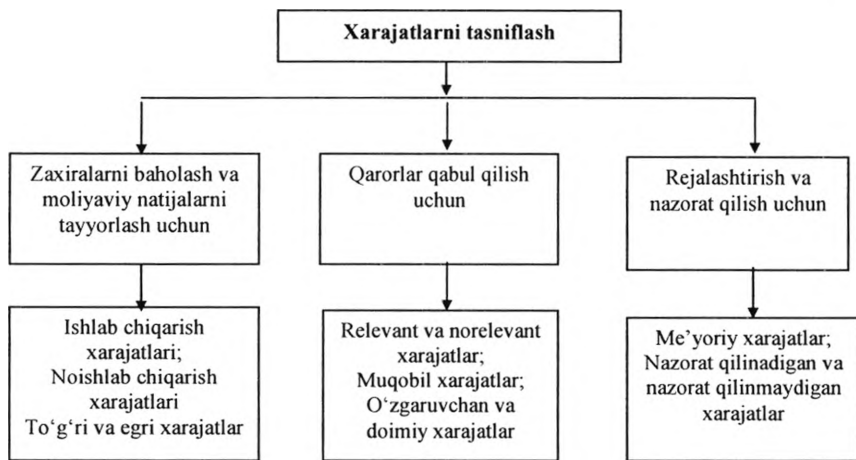 Xarajatlarni tasniflash
Zaxiralarni baholash va
moliyaviy natijalarni
tayyorlash uchun
Qarorlar qabul qilish
uchun
Rejalashtirish va
nazorat qilish uchun
Ishlab chiqarish
xarajatlari;
Noishlab chiqarish
xarajatlari
To‘g‘ri va egri xarajatlar
Relevant va norelevant
xarajatlar;
Muqobil xarajatlar;
O‘zgaruvchan va
doimiy xarajatlar
Me’yoriy xarajatlar;
Nazorat qilinadigan va
nazorat qilinmaydigan
xarajatlar